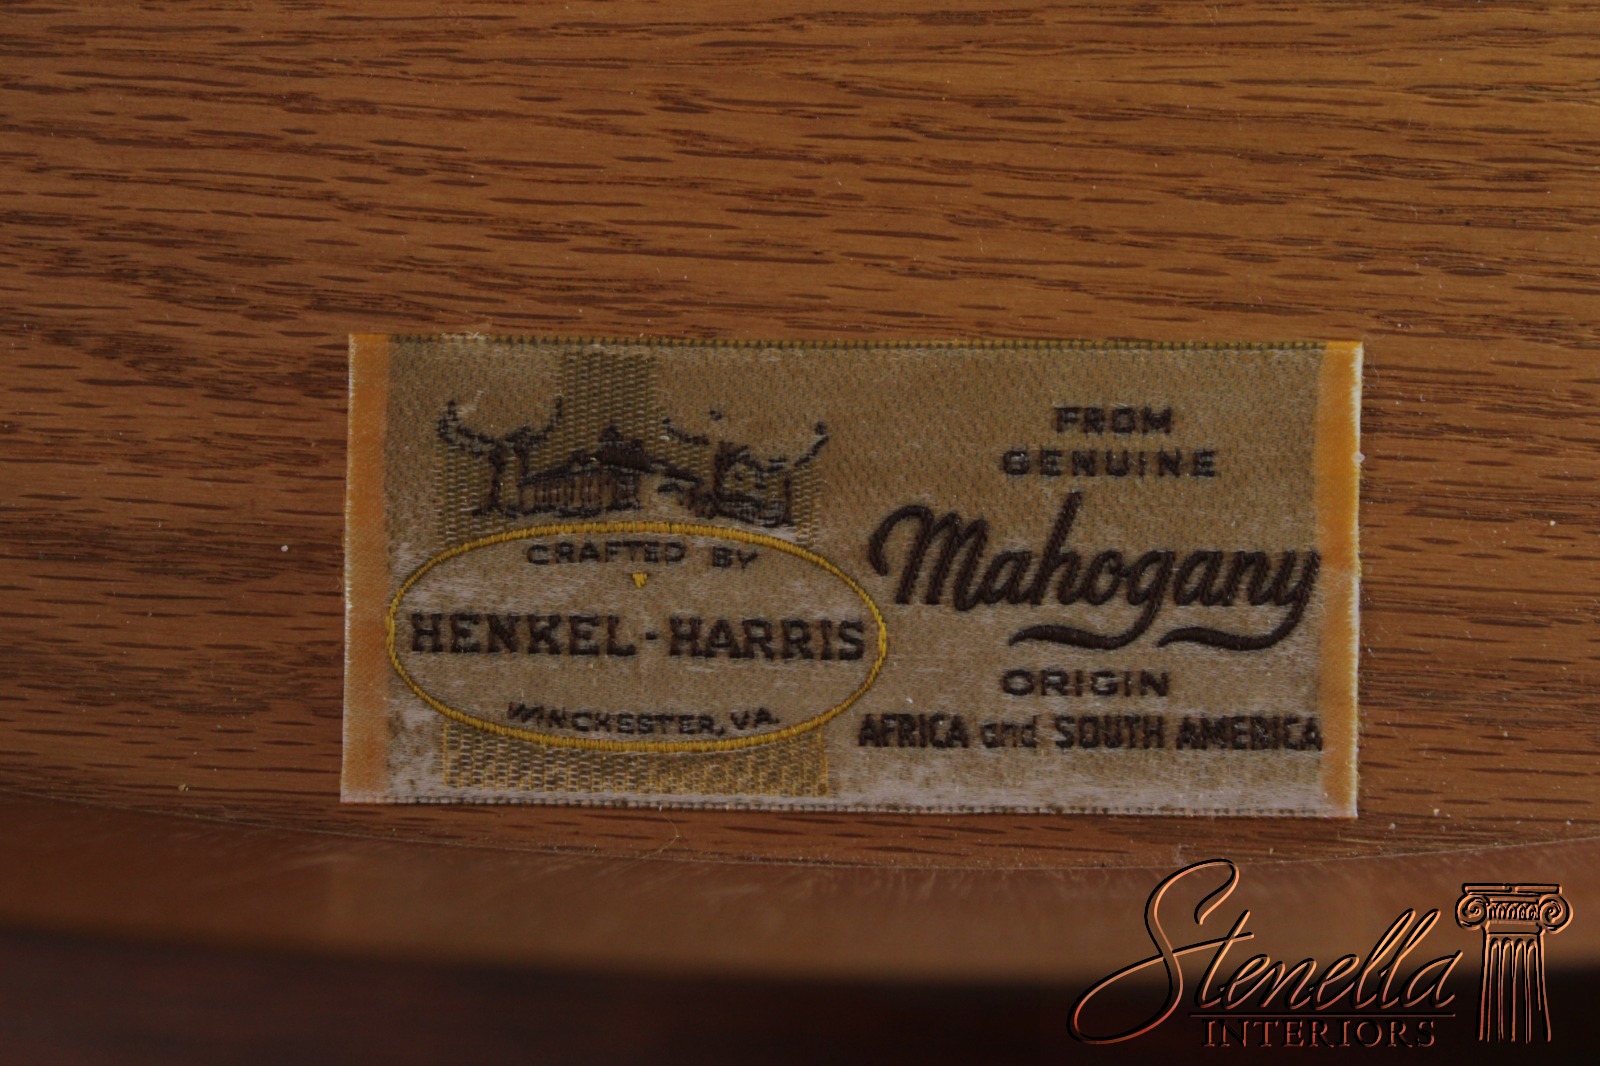 CRAFTED BY
HENKEL-HARRIS
WINCHESTER, VA.
FROM
GENUINE
Mahogany
ORIGIN
AFRICA and SOUTH AMERICA
Stenella
INTERIORS